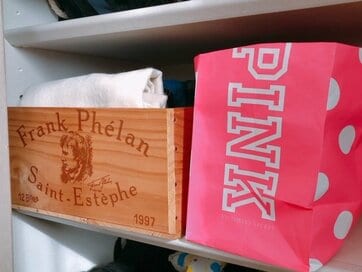 Frank Phélan
Saint-Estèphe
1997
PINK